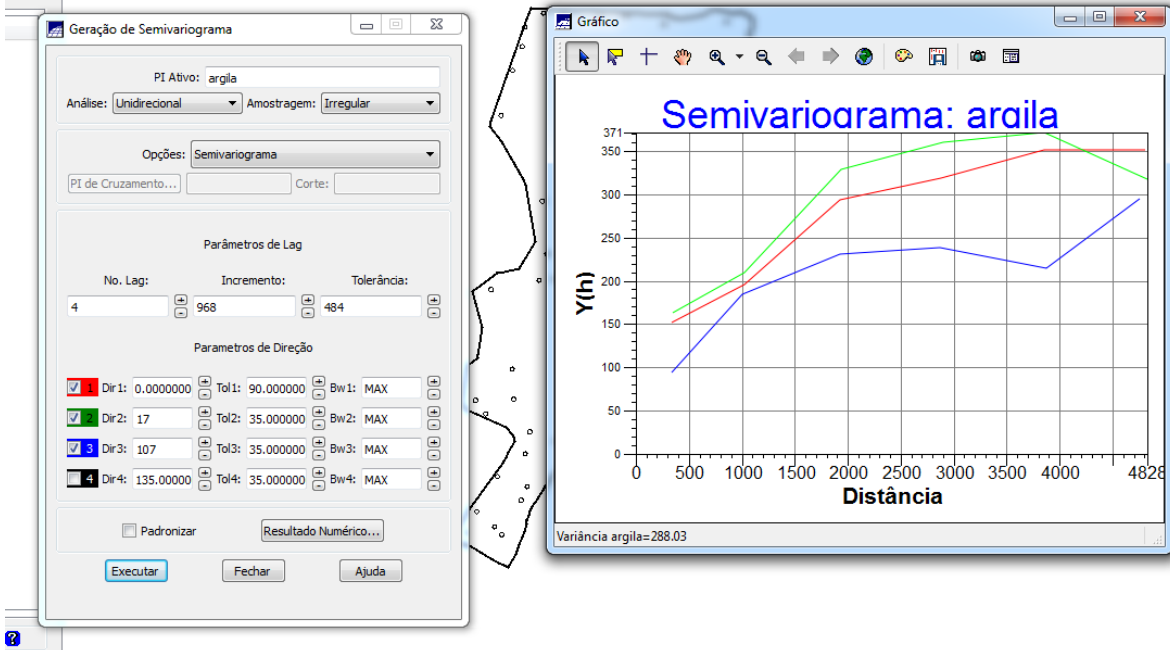 Geração de Semivariograma
PI Ativo: argila
Análise: Unidirecional Amostragem: Irregular
Opções: Semivariograma
PI de Cruzamento... Corte:
Parâmetros de Lag
No. Lag: Incremento: Tolerância:
4 968 484
Parametros de Direção
1 Dir1: 0.0000000 Tol1: 90.000000 Bw1: MAX
2 Dir2: 17 Tol2: 35.000000 Bw2: MAX
3 Dir3: 107 Tol3: 35.000000 Bw3: MAX
4 Dir4: 135.00000 Tol4: 35.000000 Bw4: MAX
Padronizar Resultado Numérico...
Executar Fechar Ajuda
?
Gráfico
Semivariograma: argila
371
350
300
250
200
150
100
50
0
Y(h)
0 500 1000 1500 2000 2500 3000 3500 4000 4828
Distância
Variância argila=288.03